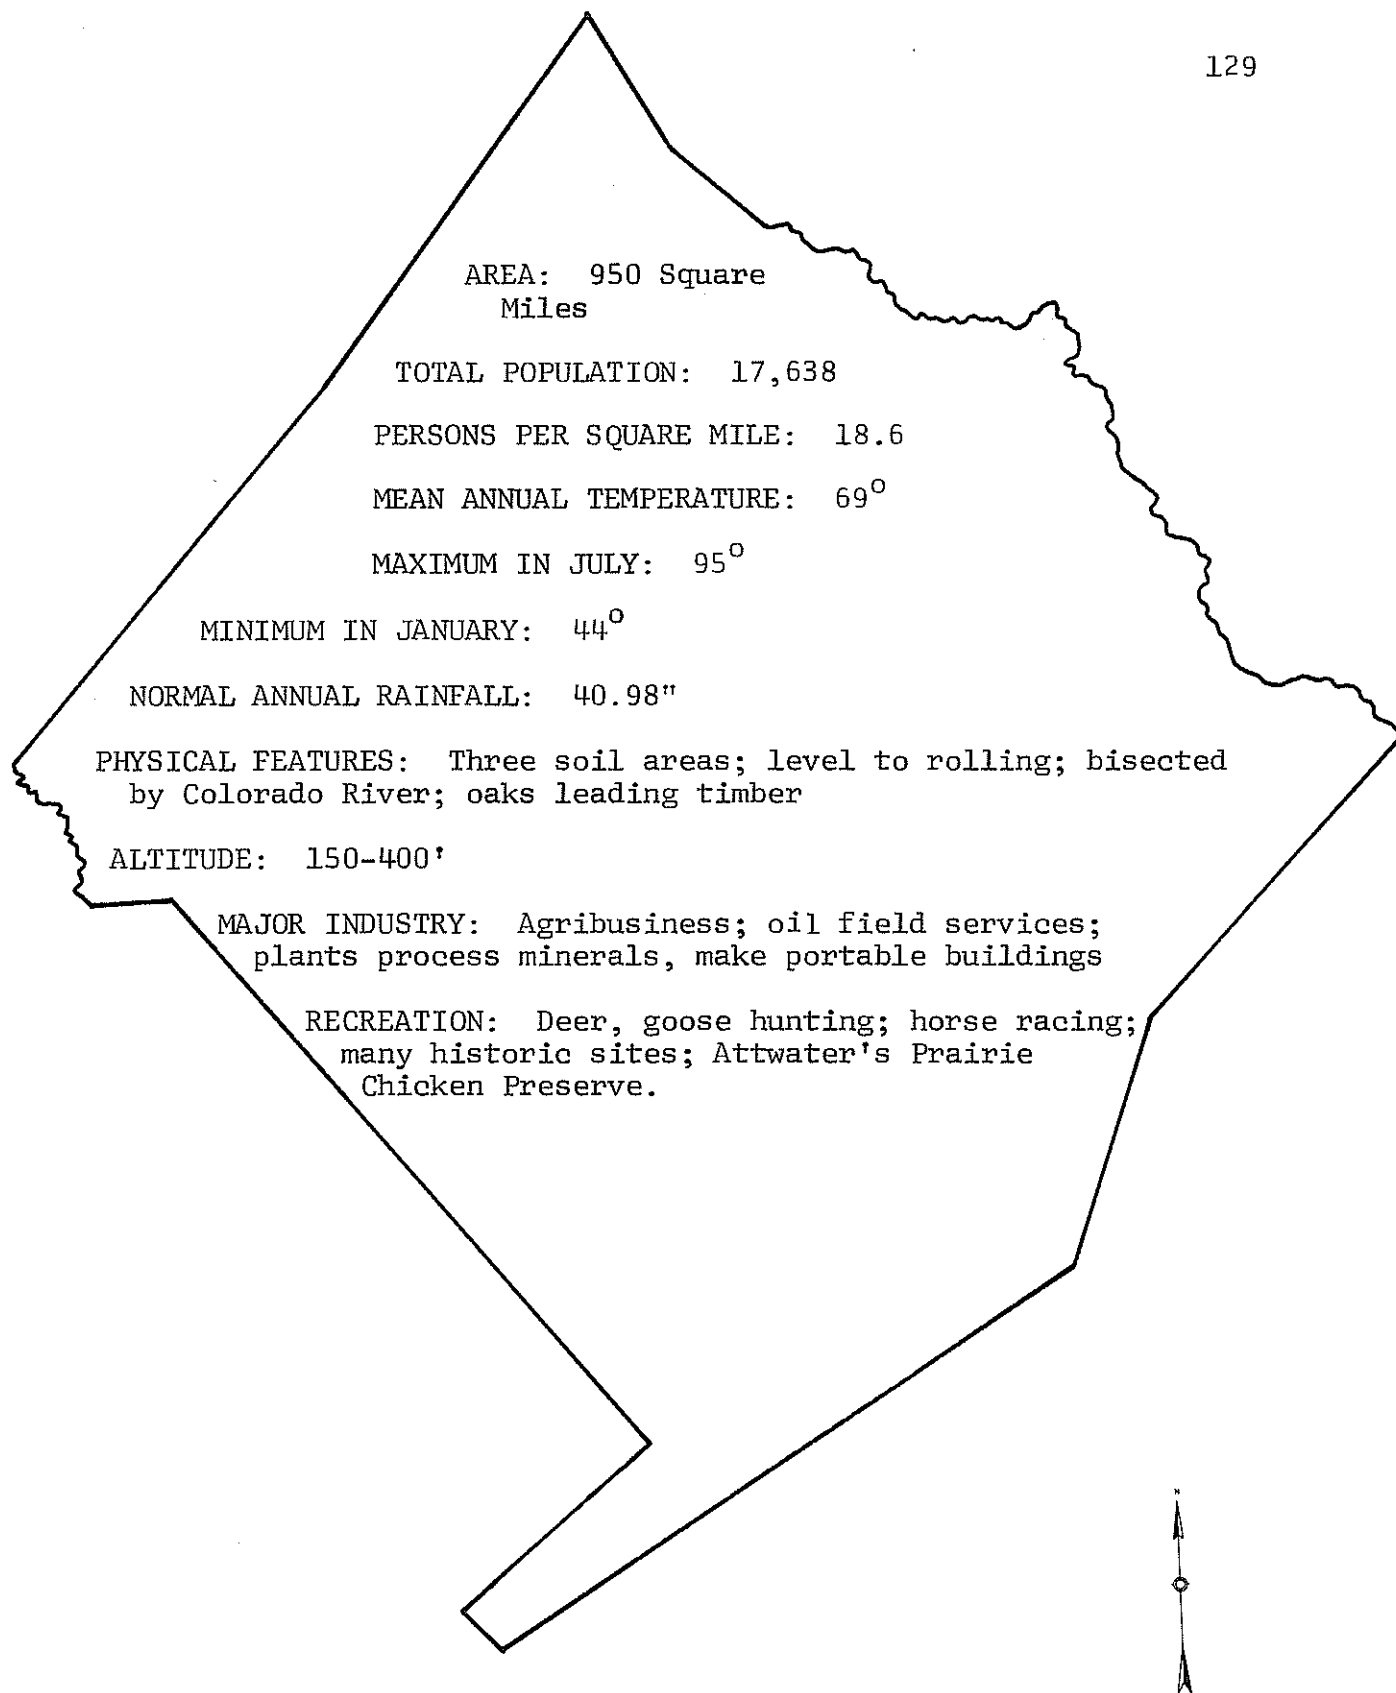 129
AREA: 950 Square
Miles
TOTAL POPULATION: 17,638
PERSONS PER SQUARE MILE: 18.6
MEAN ANNUAL TEMPERATURE: 69°
MAXIMUM IN JULY: 95°
MINIMUM IN JANUARY: 44°
NORMAL ANNUAL RAINFALL: 40.98"
PHYSICAL FEATURES: Three soil areas; level to rolling; bisected
by Colorado River; oaks leading timber
ALTITUDE: 150-400'
MAJOR INDUSTRY: Agribusiness; oil field services;
plants process minerals, make portable buildings
RECREATION: Deer, goose hunting; horse racing;
many historic sites; Attwater's Prairie
Chicken Preserve.
N